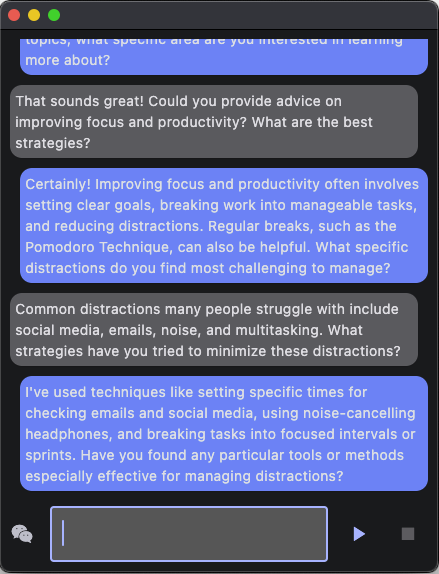 topics, what specific area are you interested in learning
more about?
That sounds great! Could you provide advice on
improving focus and productivity? What are the best
strategies?
Certainly! Improving focus and productivity often involves
setting clear goals, breaking work into manageable tasks,
and reducing distractions. Regular breaks, such as the
Pomodoro Technique, can also be helpful. What specific
distractions do you find most challenging to manage?
Common distractions many people struggle with include
social media, emails, noise, and multitasking. What
strategies have you tried to minimize these distractions?
I've used techniques like setting specific times for
checking emails and social media, using noise-cancelling
headphones, and breaking tasks into focused intervals or
sprints. Have you found any particular tools or methods
especially effective for managing distractions?